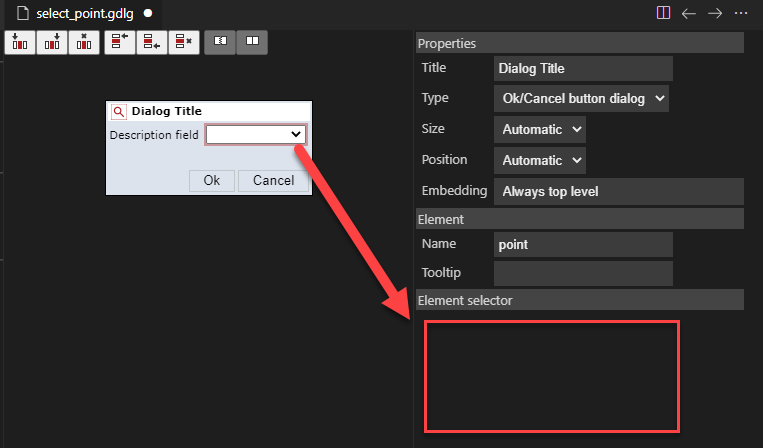 select_point.gdlg
Properties
Title Dialog Title
Type Ok/Cancel button dialog
Size Automatic
Position Automatic
Embedding Always top level
Element
Name point
Tooltip
Element selector
Dialog Title
Description field
Ok Cancel